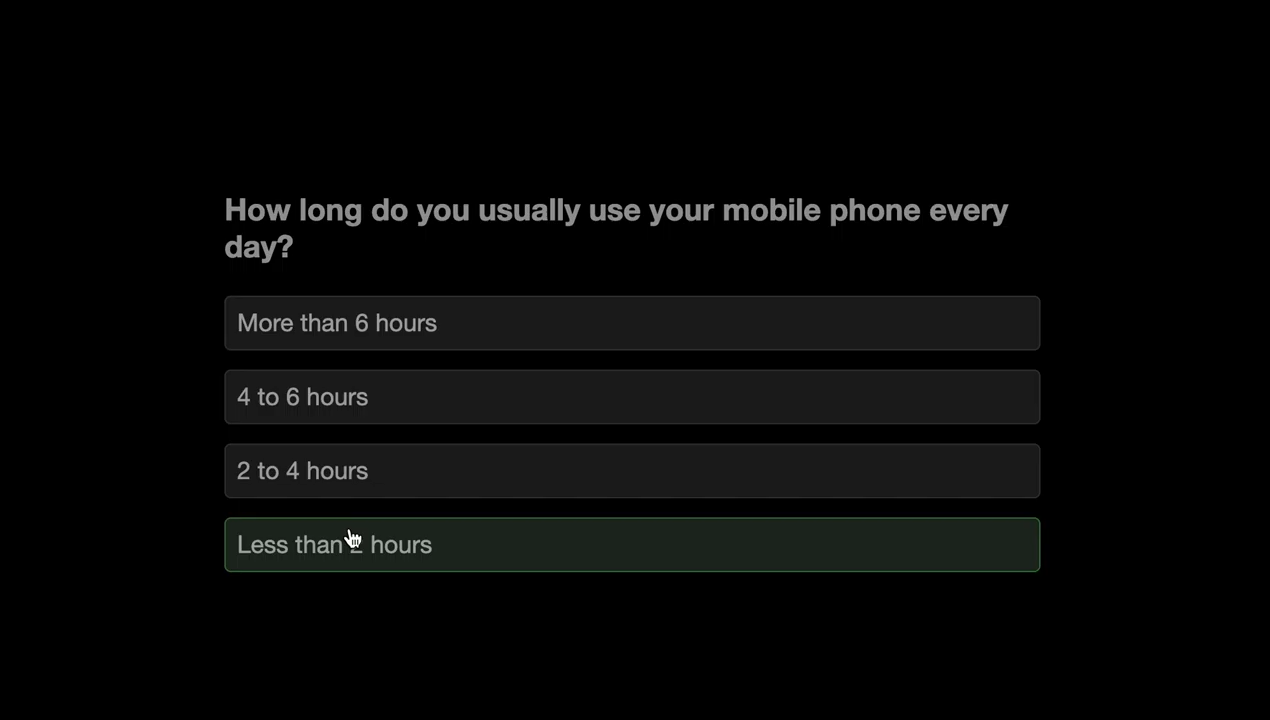 How long do you usually use your mobile phone every
day?
More than 6 hours
4 to 6 hours
2 to 4 hours
Less than 2 hours